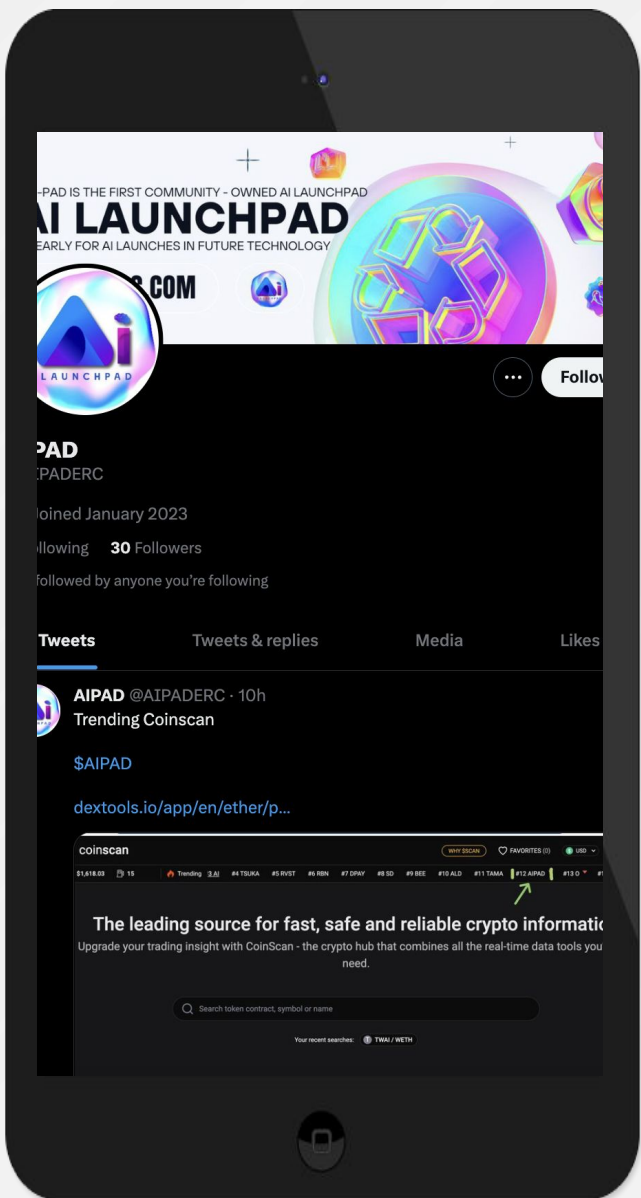 -PAD IS THE FIRST COMMUNITY - OWNED AI LAUNCHPAD
AI LAUNCHPAD
EARLY FOR AI LAUNCHES IN FUTURE TECHNOLOGY
.COM
Ai
Ai
LAUNCHPAD
Follow
PAD
IPADERC
Joined January 2023
llowing 30 Followers
followed by anyone you're following
Tweets Tweets & replies Media Likes
AIPAD @AIPADERC · 10h
Trending Coinscan
$AIPAD
dextools.io/app/en/ether/p...
coinscan WHY $SCAN FAVORITES (0) USD
$1,618.03 15 Trending :3 AI #4 TSUKA #5 RVST #6 RBN #7 DPAY #8 SD #9 BEE #10 ALD #11 TAMA #12 AIPAD #13 O
The leading source for fast, safe and reliable crypto informatio
Upgrade your trading insight with CoinScan - the crypto hub that combines all the real-time data tools you
need.
Search token contract, symbol or name
Your recent searches: T TWAI / WETH